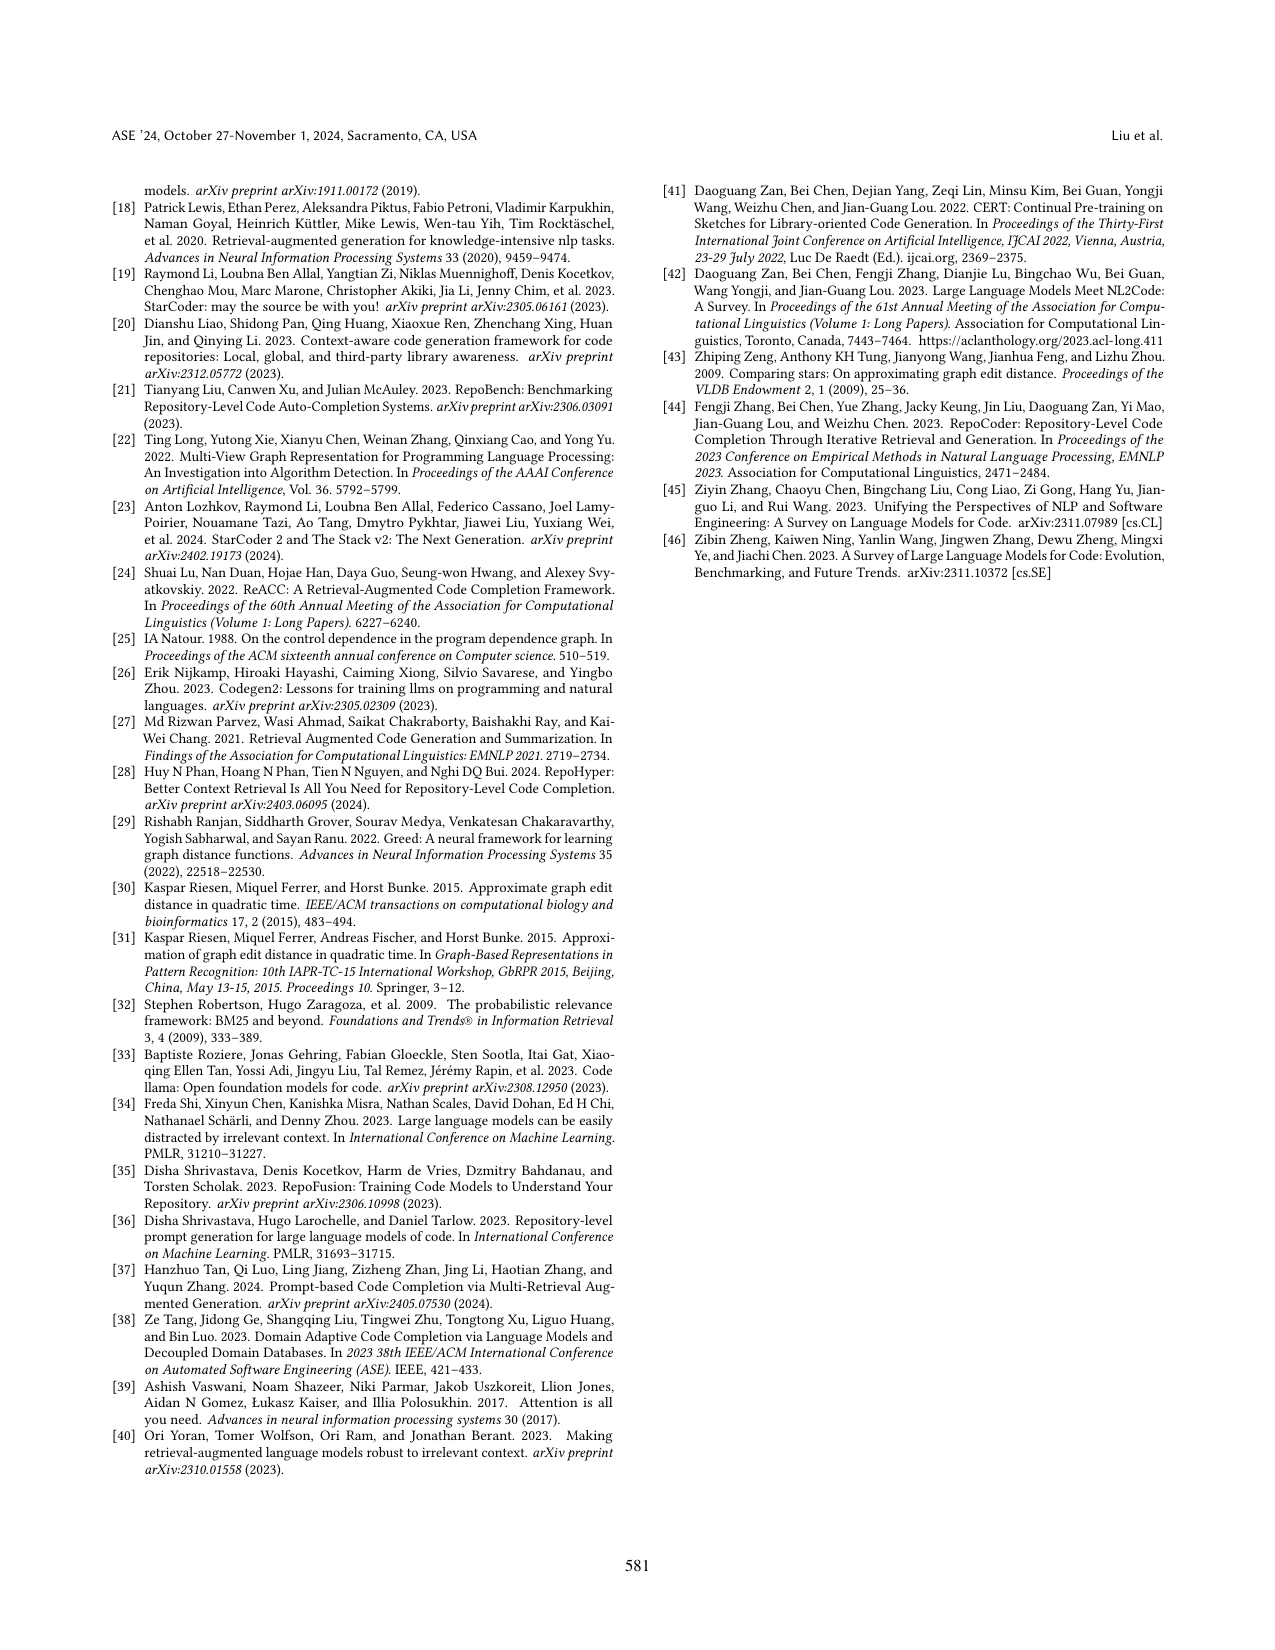 ASE ’24, October 27-November 1, 2024, Sacramento, CA, USA
Liu et al.
models. arXiv preprint arXiv:1911.00172 (2019).
[18] Patrick Lewis, Ethan Perez, Aleksandra Piktus, Fabio Petroni, Vladimir Karpukhin,
Naman Goyal, Heinrich Küttler, Mike Lewis, Wen-tau Yih, Tim Rocktäschel,
et al. 2020. Retrieval-augmented generation for knowledge-intensive nlp tasks.
Advances in Neural Information Processing Systems 33 (2020), 9459–9474.
[19] Raymond Li, Loubna Ben Allal, Yangtian Zi, Niklas Muennighoff, Denis Kocetkov,
Chenghao Mou, Marc Marone, Christopher Akiki, Jia Li, Jenny Chim, et al. 2023.
StarCoder: may the source be with you! arXiv preprint arXiv:2305.06161 (2023).
[20] Dianshu Liao, Shidong Pan, Qing Huang, Xiaoxue Ren, Zhenchang Xing, Huan
Jin, and Qinying Li. 2023. Context-aware code generation framework for code
repositories: Local, global, and third-party library awareness. arXiv preprint
arXiv:2312.05772 (2023).
[21] Tianyang Liu, Canwen Xu, and Julian McAuley. 2023. RepoBench: Benchmarking
Repository-Level Code Auto-Completion Systems. arXiv preprint arXiv:2306.03091
(2023).
[22] Ting Long, Yutong Xie, Xianyu Chen, Weinan Zhang, Qinxiang Cao, and Yong Yu.
2022. Multi-View Graph Representation for Programming Language Processing:
An Investigation into Algorithm Detection. In Proceedings of the AAAI Conference
on Artificial Intelligence, Vol. 36. 5792–5799.
[23] Anton Lozhkov, Raymond Li, Loubna Ben Allal, Federico Cassano, Joel Lamy-
Poirier, Nouamane Tazi, Ao Tang, Dmytro Pykhtar, Jiawei Liu, Yuxiang Wei,
et al. 2024. StarCoder 2 and The Stack v2: The Next Generation. arXiv preprint
arXiv:2402.19173 (2024).
[24] Shuai Lu, Nan Duan, Hojae Han, Daya Guo, Seung-won Hwang, and Alexey Svy-
atkovskiy. 2022. ReACC: A Retrieval-Augmented Code Completion Framework.
In Proceedings of the 60th Annual Meeting of the Association for Computational
Linguistics (Volume 1: Long Papers). 6227–6240.
[25] IA Natour. 1988. On the control dependence in the program dependence graph. In
Proceedings of the ACM sixteenth annual conference on Computer science. 510–519.
[26] Erik Nijkamp, Hiroaki Hayashi, Caiming Xiong, Silvio Savarese, and Yingbo
Zhou. 2023. Codegen2: Lessons for training llms on programming and natural
languages. arXiv preprint arXiv:2305.02309 (2023).
[27] Md Rizwan Parvez, Wasi Ahmad, Saikat Chakraborty, Baishakhi Ray, and Kai-
Wei Chang. 2021. Retrieval Augmented Code Generation and Summarization. In
Findings of the Association for Computational Linguistics: EMNLP 2021. 2719–2734.
[28] Huy N Phan, Hoang N Phan, Tien N Nguyen, and Nghi DQ Bui. 2024. RepoHyper:
Better Context Retrieval Is All You Need for Repository-Level Code Completion.
arXiv preprint arXiv:2403.06095 (2024).
[29] Rishabh Ranjan, Siddharth Grover, Sourav Medya, Venkatesan Chakaravarthy,
Yogish Sabharwal, and Sayan Ranu. 2022. Greed: A neural framework for learning
graph distance functions. Advances in Neural Information Processing Systems 35
(2022), 22518–22530.
[30] Kaspar Riesen, Miquel Ferrer, and Horst Bunke. 2015. Approximate graph edit
distance in quadratic time. IEEE/ACM transactions on computational biology and
bioinformatics 17, 2 (2015), 483–494.
[31] Kaspar Riesen, Miquel Ferrer, Andreas Fischer, and Horst Bunke. 2015. Approxi-
mation of graph edit distance in quadratic time. In Graph-Based Representations in
Pattern Recognition: 10th IAPR-TC-15 International Workshop, GbRPR 2015, Beijing,
China, May 13-15, 2015. Proceedings 10. Springer, 3–12.
[32] Stephen Robertson, Hugo Zaragoza, et al. 2009. The probabilistic relevance
framework: BM25 and beyond. Foundations and Trends® in Information Retrieval
3, 4 (2009), 333–389.
[33] Baptiste Roziere, Jonas Gehring, Fabian Gloeckle, Sten Sootla, Itai Gat, Xiao-
qing Ellen Tan, Yossi Adi, Jingyu Liu, Tal Remez, Jérémy Rapin, et al. 2023. Code
llama: Open foundation models for code. arXiv preprint arXiv:2308.12950 (2023).
[34] Freda Shi, Xinyun Chen, Kanishka Misra, Nathan Scales, David Dohan, Ed H Chi,
Nathanael Schärli, and Denny Zhou. 2023. Large language models can be easily
distracted by irrelevant context. In International Conference on Machine Learning.
PMLR, 31210–31227.
[35] Disha Shrivastava, Denis Kocetkov, Harm de Vries, Dzmitry Bahdanau, and
Torsten Scholak. 2023. RepoFusion: Training Code Models to Understand Your
Repository. arXiv preprint arXiv:2306.10998 (2023).
[36] Disha Shrivastava, Hugo Larochelle, and Daniel Tarlow. 2023. Repository-level
prompt generation for large language models of code. In International Conference
on Machine Learning. PMLR, 31693–31715.
[37] Hanzhuo Tan, Qi Luo, Ling Jiang, Zizheng Zhan, Jing Li, Haotian Zhang, and
Yuqun Zhang. 2024. Prompt-based Code Completion via Multi-Retrieval Aug-
mented Generation. arXiv preprint arXiv:2405.07530 (2024).
[38] Ze Tang, Jidong Ge, Shangqing Liu, Tingwei Zhu, Tongtong Xu, Liguo Huang,
and Bin Luo. 2023. Domain Adaptive Code Completion via Language Models and
Decoupled Domain Databases. In 2023 38th IEEE/ACM International Conference
on Automated Software Engineering (ASE). IEEE, 421–433.
[39] Ashish Vaswani, Noam Shazeer, Niki Parmar, Jakob Uszkoreit, Llion Jones,
Aidan N Gomez, Łukasz Kaiser, and Illia Polosukhin. 2017. Attention is all
you need. Advances in neural information processing systems 30 (2017).
[40] Ori Yoran, Tomer Wolfson, Ori Ram, and Jonathan Berant. 2023. Making
retrieval-augmented language models robust to irrelevant context. arXiv preprint
arXiv:2310.01558 (2023).
[41] Daoguang Zan, Bei Chen, Dejian Yang, Zeqi Lin, Minsu Kim, Bei Guan, Yongji
Wang, Weizhu Chen, and Jian-Guang Lou. 2022. CERT: Continual Pre-training on
Sketches for Library-oriented Code Generation. In Proceedings of the Thirty-First
International Joint Conference on Artificial Intelligence, IJCAI 2022, Vienna, Austria,
23-29 July 2022, Luc De Raedt (Ed.). ijcai.org, 2369–2375.
[42] Daoguang Zan, Bei Chen, Fengji Zhang, Dianjie Lu, Bingchao Wu, Bei Guan,
Wang Yongji, and Jian-Guang Lou. 2023. Large Language Models Meet NL2Code:
A Survey. In Proceedings of the 61st Annual Meeting of the Association for Compu-
tational Linguistics (Volume 1: Long Papers). Association for Computational Lin-
guistics, Toronto, Canada, 7443–7464. https://aclanthology.org/2023.acl-long.411
[43] Zhiping Zeng, Anthony KH Tung, Jianyong Wang, Jianhua Feng, and Lizhu Zhou.
2009. Comparing stars: On approximating graph edit distance. Proceedings of the
VLDB Endowment 2, 1 (2009), 25–36.
[44] Fengji Zhang, Bei Chen, Yue Zhang, Jacky Keung, Jin Liu, Daoguang Zan, Yi Mao,
Jian-Guang Lou, and Weizhu Chen. 2023. RepoCoder: Repository-Level Code
Completion Through Iterative Retrieval and Generation. In Proceedings of the
2023 Conference on Empirical Methods in Natural Language Processing, EMNLP
2023. Association for Computational Linguistics, 2471–2484.
[45] Ziyin Zhang, Chaoyu Chen, Bingchang Liu, Cong Liao, Zi Gong, Hang Yu, Jian-
guo Li, and Rui Wang. 2023. Unifying the Perspectives of NLP and Software
Engineering: A Survey on Language Models for Code. arXiv:2311.07989 [cs.CL]
[46] Zibin Zheng, Kaiwen Ning, Yanlin Wang, Jingwen Zhang, Dewu Zheng, Mingxi
Ye, and Jiachi Chen. 2023. A Survey of Large Language Models for Code: Evolution,
Benchmarking, and Future Trends. arXiv:2311.10372 [cs.SE]
581